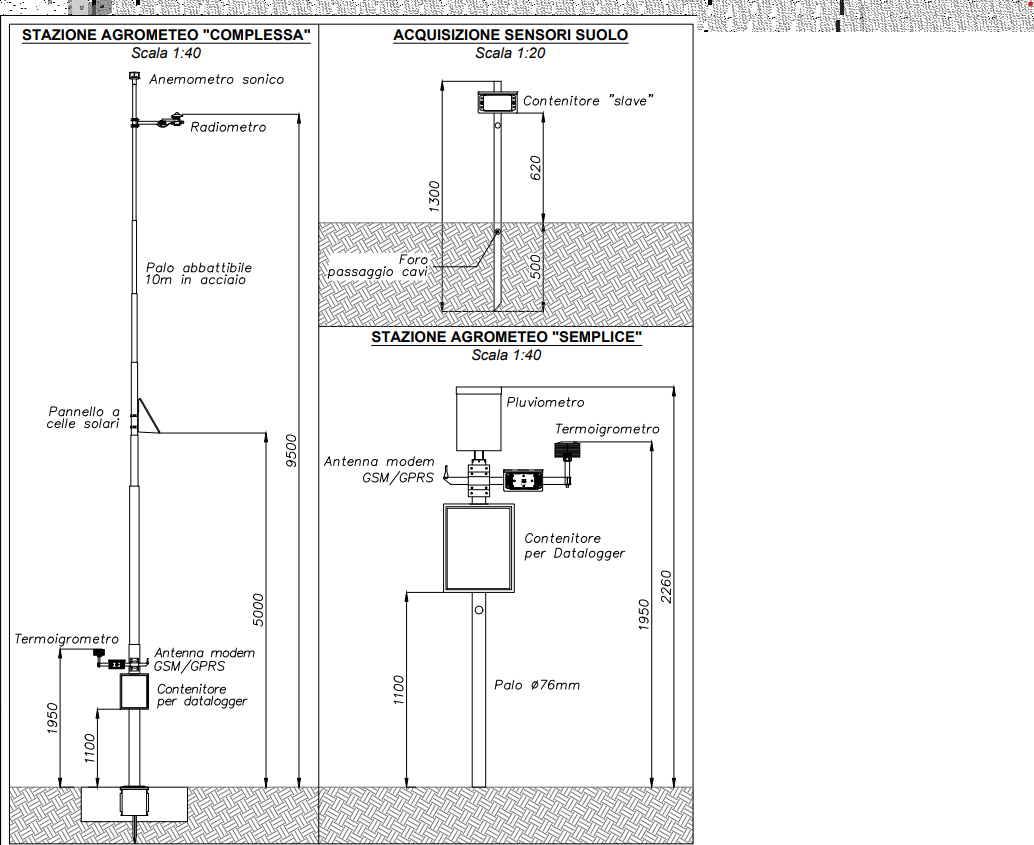 STAZIONE AGROMETEO "COMPLESSA"
Scala 1:40
Anemometro sonico
Radiometro
Palo abbattibile
10m in acciaio
Pannello a
celle solari
9500
5000
Termoigrometro
Antenna modem
GSM/GPRS
Contenitore
per datalogger
1950
1100
ACQUISIZIONE SENSORI SUOLO
Scala 1:20
Contenitore "slave"
1300
620
Foro
passaggio cavi
500
STAZIONE AGROMETEO "SEMPLICE"
Scala 1:40
Pluviometro
Termoigrometro
Antenna modem
GSM/GPRS
Contenitore
per Datalogger
2260
1950
1100
Palo ø76mm